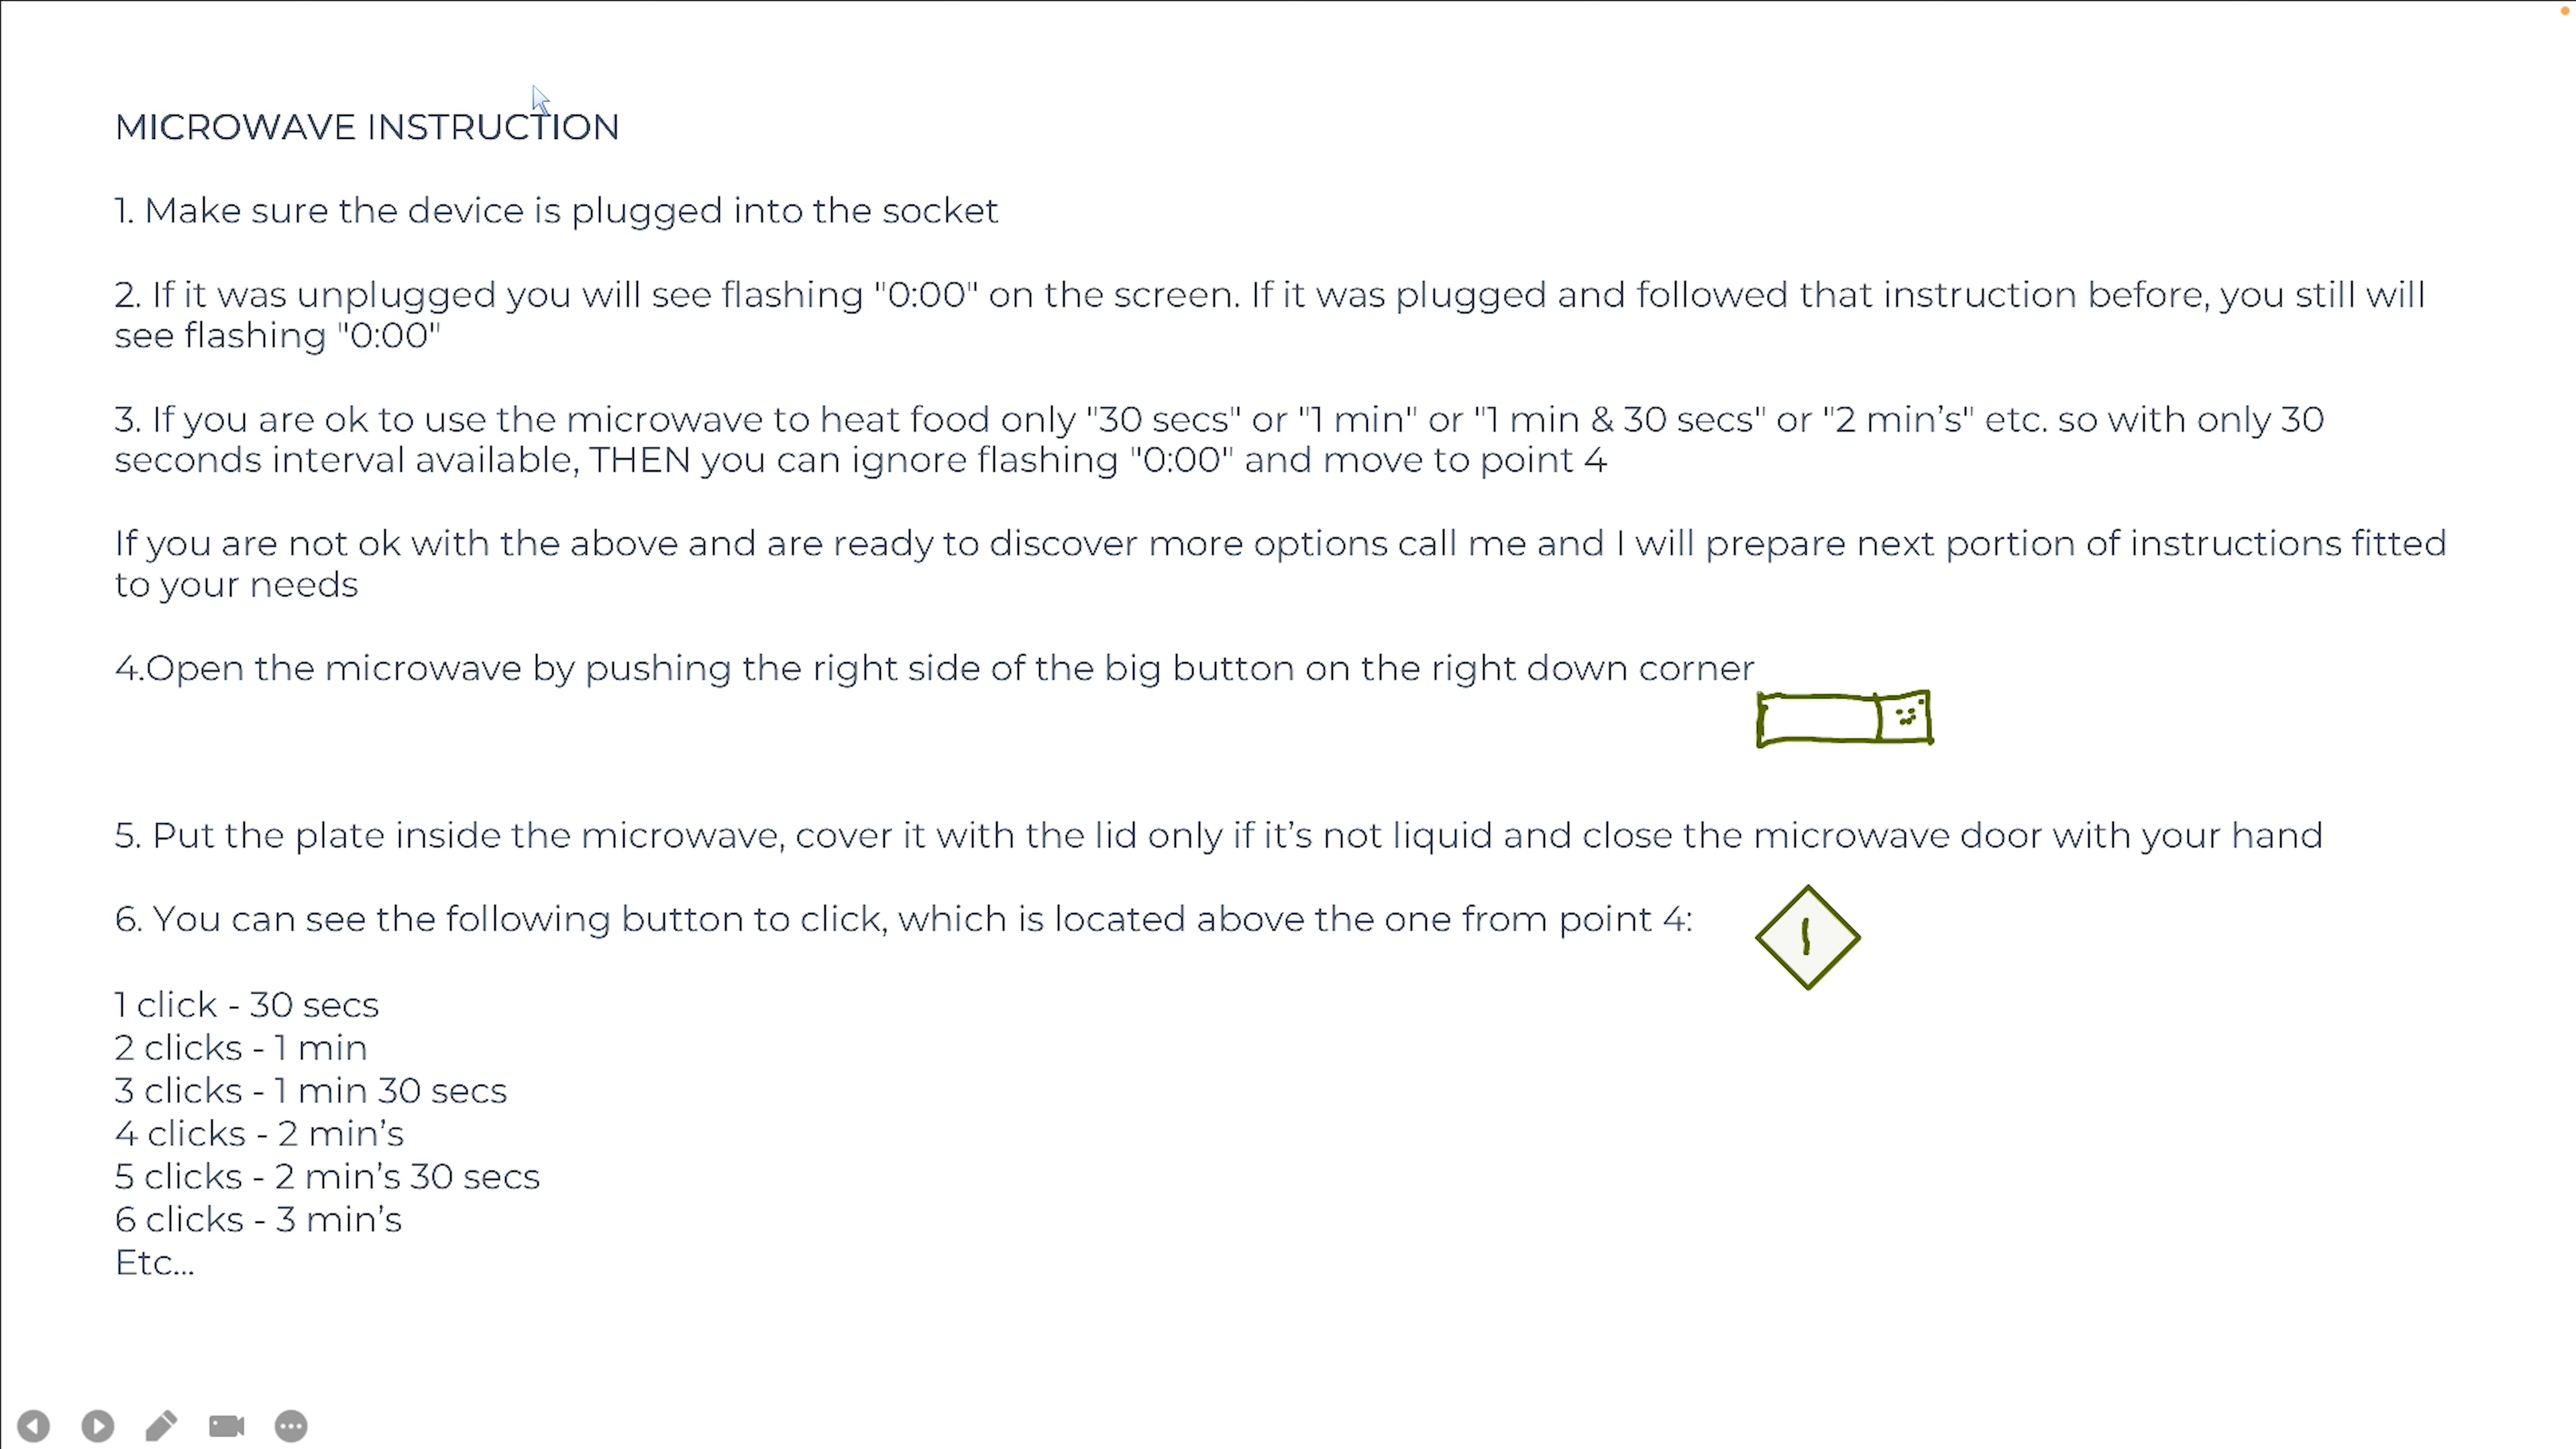 MICROWAVE INSTRUCTION
1. Make sure the device is plugged into the socket
2. If it was unplugged you will see flashing "0:00" on the screen. If it was plugged and followed that instruction before, you still will
see flashing "0:00"
3. If you are ok to use the microwave to heat food only "30 secs" or "1 min" or "1 min & 30 secs" or "2 min’s" etc. so with only 30
seconds interval available, THEN you can ignore flashing "0:00" and move to point 4
If you are not ok with the above and are ready to discover more options call me and I will prepare next portion of instructions fitted
to your needs
4.Open the microwave by pushing the right side of the big button on the right down corner
5. Put the plate inside the microwave, cover it with the lid only if it’s not liquid and close the microwave door with your hand
6. You can see the following button to click, which is located above the one from point 4:
1
1 click - 30 secs
2 clicks - 1 min
3 clicks - 1 min 30 secs
4 clicks - 2 min’s
5 clicks - 2 min’s 30 secs
6 clicks - 3 min’s
Etc...